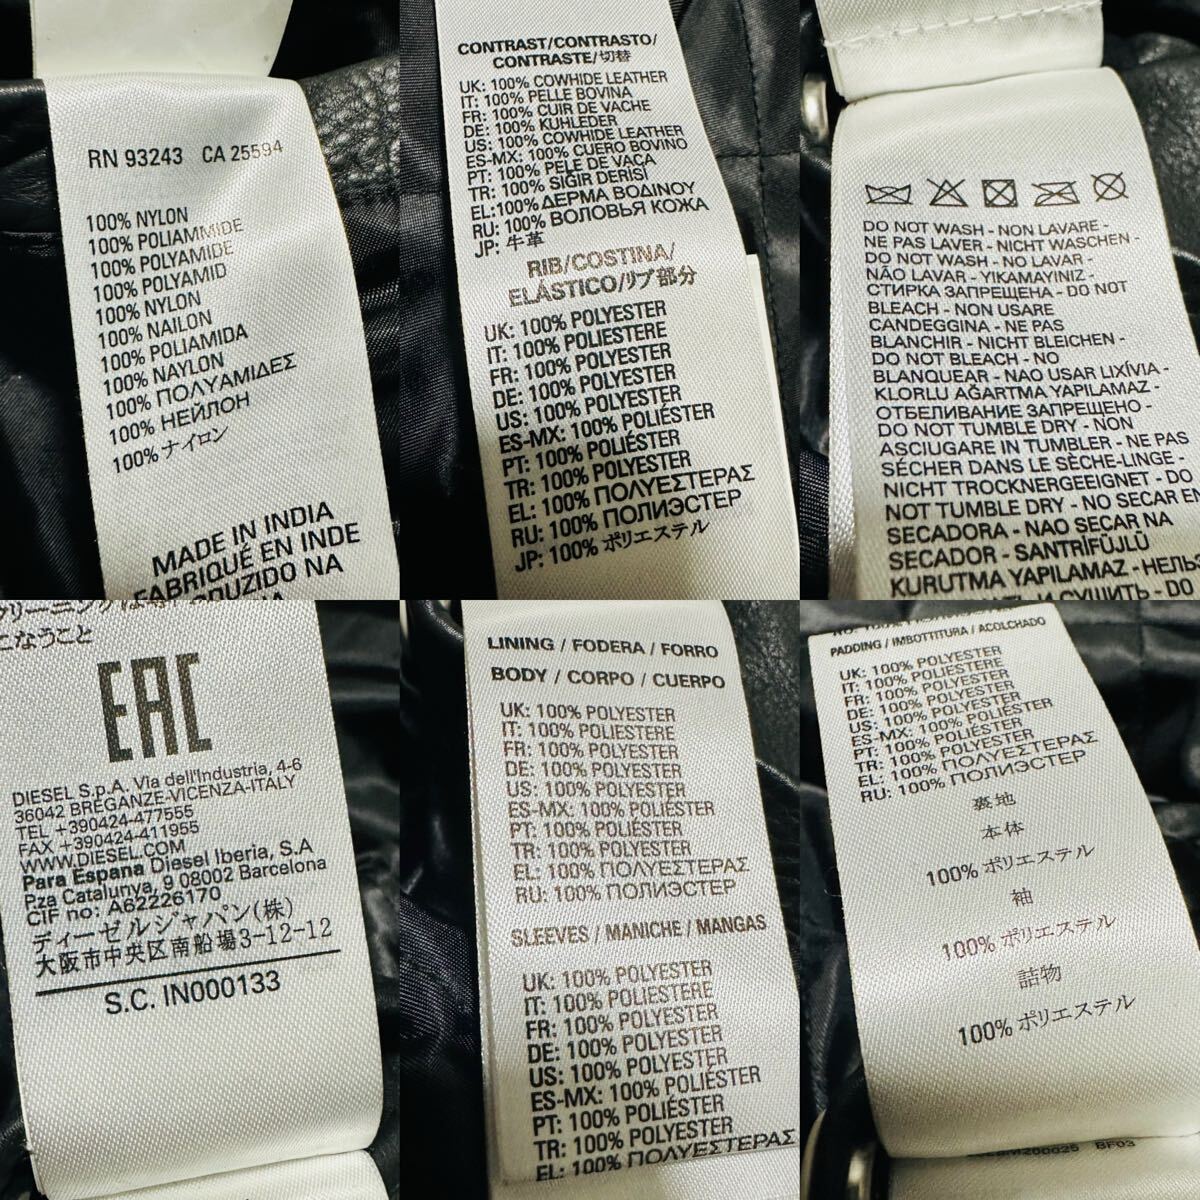 RN 93243 CA 25594
100% NYLON
100% POLIAMMIDE
100% POLYAMIDE
100% POLYAMID
100% NYLON
100% NAILON
100% POLIAMIDA
100% NAYLON
100% ΠΟΛΥΑΜΙΔΕΣ
100% НЕЙЛОН
100% ナイロン
MADE IN INDIA
FABRIQUÉ EN INDE
NA
CONTRAST/CONTRASTO/
CONTRASTE/切替
UK: 100% COWHIDE LEATHER
IT: 100% PELLE BOVINA
FR: 100% CUIR DE VACHE
DE: 100% KUHLEDER
US: 100% COWHIDE LEATHER
ES-MX: 100% CUERO BOVINO
PT: 100% PELE DE VACA
TR: 100% SIĞIR DERİSİ
EL:100% ΔΕΡΜΑ ΒΟΔΙΝΟΥ
RU: 100% ВОЛОВЬЯ КОЖА
JP: 牛革
RIB/COSTINA/
ELÁSTICO/リブ部分
UK: 100% POLYESTER
IT: 100% POLIESTERE
FR: 100% POLYESTER
DE: 100% POLYESTER
US: 100% POLYESTER
ES-MX: 100% POLIÉSTER
PT: 100% POLIÉSTER
TR: 100% POLYESTER
EL: 100% ΠΟΛΥΕΣΤΕΡΑΣ
RU: 100% ПОЛИЭСТЕР
JP: 100% ポリエステル
DO NOT WASH - NON LAVARE -
NE PAS LAVER - NICHT WASCHEN -
DO NOT WASH - NO LAVAR -
NÃO LAVAR - YIKAMAYINIZ -
СТИРКА ЗАПРЕЩЕНА - DO NOT
BLEACH - NON USARE
CANDEGGINA - NE PAS
BLANCHIR - NICHT BLEICHEN -
DO NOT BLEACH - NO
BLANQUEAR - NAO USAR LIXÍVIA -
KLORLU AĞARTMA YAPILAMAZ -
ОТБЕЛИВАНИЕ ЗАПРЕЩЕНО -
DO NOT TUMBLE DRY - NON
ASCIUGARE IN TUMBLER - NE PAS
SÉCHER DANS LE SÈCHE-LINGE -
NICHT TROCKNERGEEIGNET - DO
NOT TUMBLE DRY - NO SECAR EN
SECADORA - NAO SECAR NA
SECADOR - SANTRİFÜJLÜ
KURUTMA YAPILAMAZ - НЕЛЬЗ
И СУШИТЬ - DO
こなうこと
EAC
DIESEL S.p.A. Via dell'Industria, 4-6
36042 BREGANZE-VICENZA-ITALY
TEL +390424-477555
FAX +390424-411955
WWW.DIESEL.COM
Para Espana Diesel Iberia, S.A
P.za Catalunya, 9 08002 Barcelona
CIF no: A62226170
ディーゼルジャパン(株)
大阪市中央区南船場3-12-12
S.C. IN000133
LINING / FODERA / FORRO
BODY / CORPO / CUERPO
UK: 100% POLYESTER
IT: 100% POLIESTERE
FR: 100% POLYESTER
DE: 100% POLYESTER
US: 100% POLYESTER
ES-MX: 100% POLIÉSTER
PT: 100% POLIÉSTER
TR: 100% POLYESTER
EL: 100% ΠΟΛΥΕΣΤΕΡΑΣ
RU: 100% ПОЛИЭСТЕР
SLEEVES / MANICHE / MANGAS
UK: 100% POLYESTER
IT: 100% POLIESTERE
FR: 100% POLYESTER
DE: 100% POLYESTER
US: 100% POLYESTER
ES-MX: 100% POLIÉSTER
PT: 100% POLIÉSTER
TR: 100% POLYESTER
EL: 100% ΠΟΛΥΕΣΤΕΡΑΣ
PADDING / IMBOTTITURA / ACOLCHADO
UK: 100% POLYESTER
IT: 100% POLIESTERE
FR: 100% POLYESTER
DE: 100% POLYESTER
US: 100% POLYESTER
ES-MX: 100% POLIÉSTER
PT: 100% POLIÉSTER
TR: 100% POLYESTER
EL: 100% ΠΟΛΥΕΣΤΕΡΑΣ
RU: 100% ПОЛИЭСТЕР
裏地
本体
100% ポリエステル
袖
100% ポリエステル
詰物
100% ポリエステル
BF03